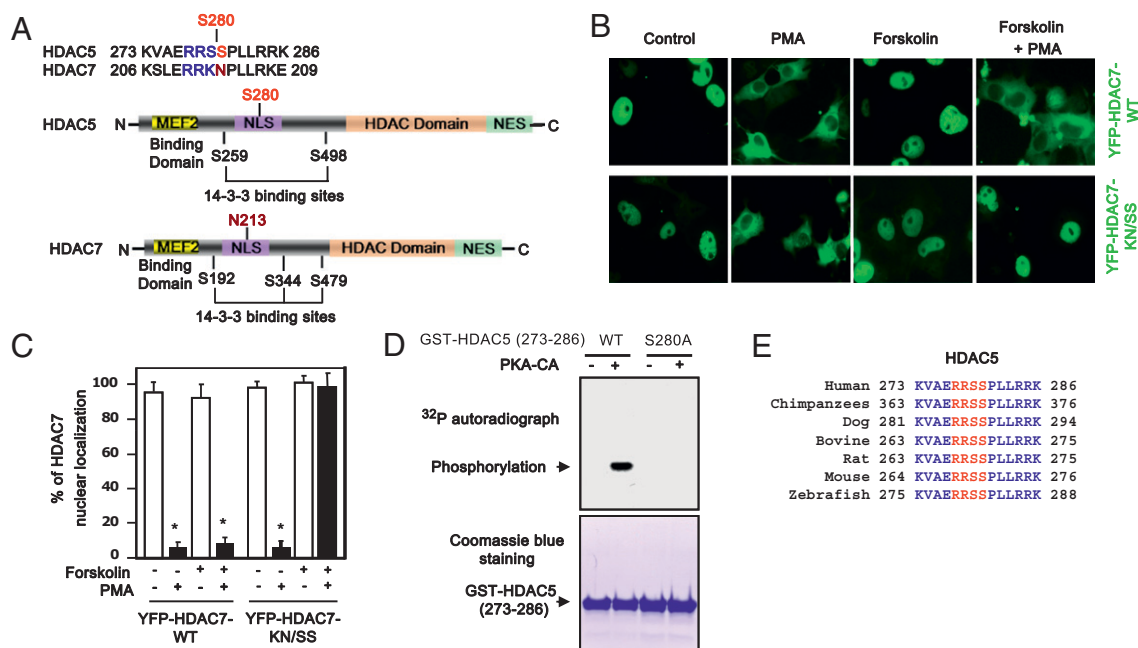 A
S280
HDAC5 273 KVAERRSSPLLRRK 286
HDAC7 206 KSLERRKNPLLRKE 209
S280
HDAC5 N MEF2 NLS HDAC Domain NES C
Binding Domain
S259 S498
14-3-3 binding sites
N213
HDAC7 N MEF2 NLS HDAC Domain NES C
Binding Domain
S192 S344 S479
14-3-3 binding sites
B
Control PMA Forskolin Forskolin + PMA
YFP-HDAC7-WT
YFP-HDAC7-KN/SS
C
% of HDAC7 nuclear localization
100
80
60
40
20
0
* * *
Forskolin - - + + - - + +
PMA - + - + - + - +
YFP-HDAC7-WT YFP-HDAC7-KN/SS
D
GST-HDAC5 (273-286) WT S280A
PKA-CA - + - +
32P autoradiograph
Phosphorylation
Coomassie blue staining
GST-HDAC5 (273-286)
E
HDAC5
Human 273 KVAERRSSPLLRRK 286
Chimpanzees 363 KVAERRSSPLLRRK 376
Dog 281 KVAERRSSPLLRRK 294
Bovine 263 KVAERRSSPLLRRK 275
Rat 263 KVAERRSSPLLRRK 275
Mouse 264 KVAERRSSPLLRRK 276
Zebrafish 275 KVAERRSSPLLRRK 288